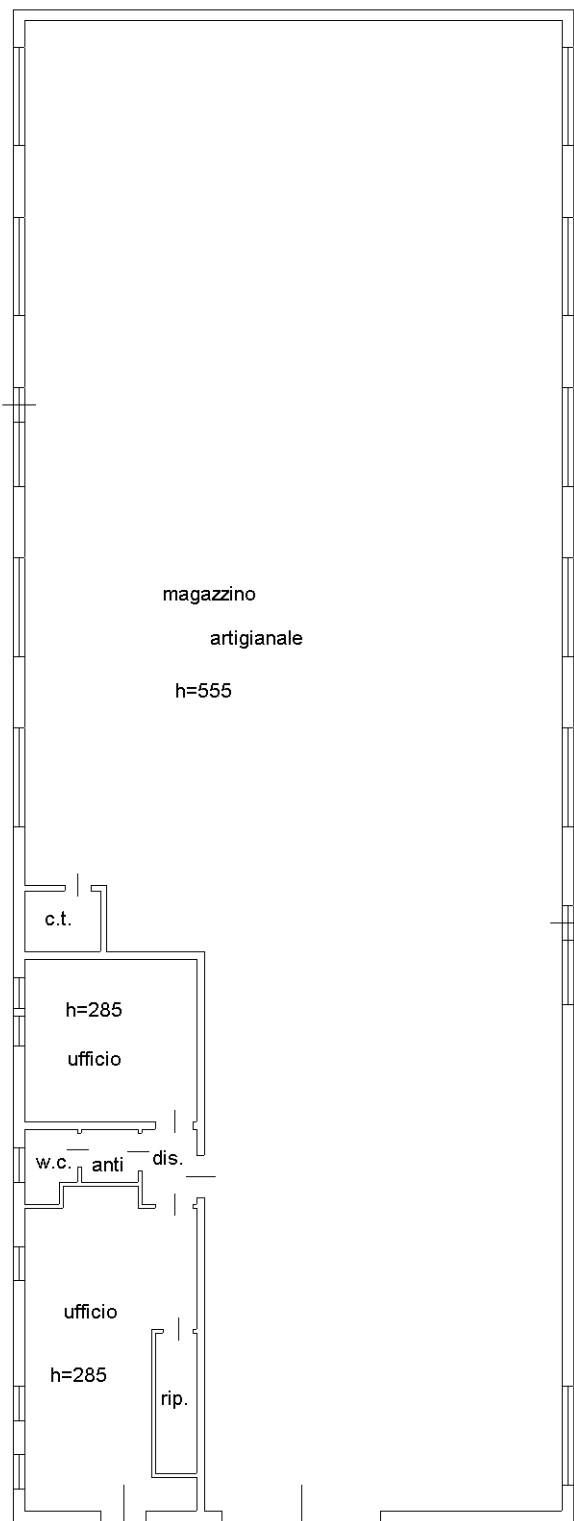 magazzino
artigianale
h=555
c.t.
h=285
ufficio
w.c. anti dis.
ufficio
h=285
rip.